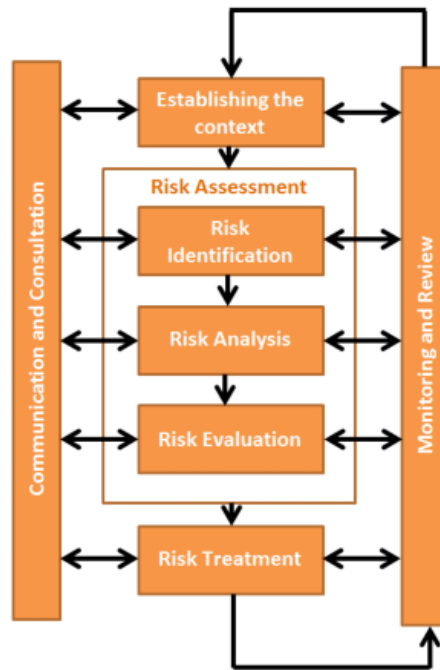 Establishing the
context
Risk Assessment
Risk
Identification
Risk Analysis
Risk Evaluation
Risk Treatment
Communication and Consultation
Monitoring and Review